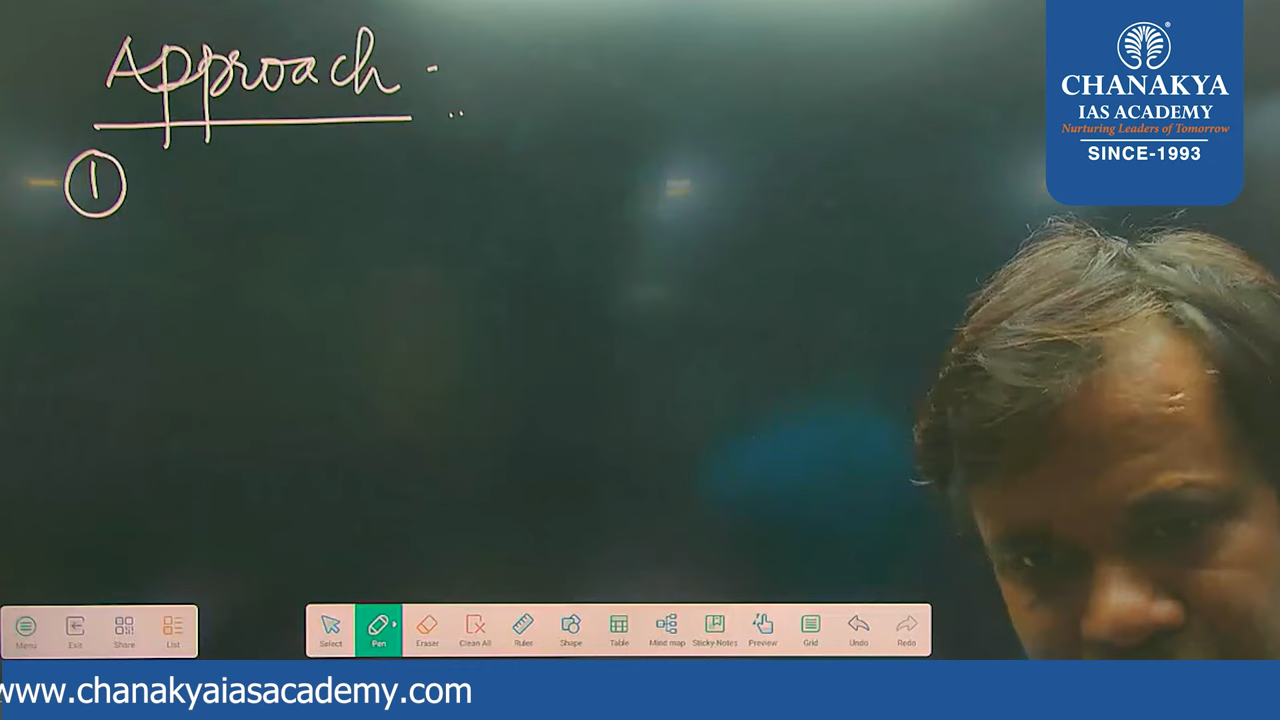 Approach :
①
CHANAKYA
IAS ACADEMY
Nurturing Leaders of Tomorrow
SINCE-1993
Menu Exit Share List
Select Pen Eraser Clean All Ruler Shape Table Mind map Sticky Notes Preview Grid Undo Redo
www.chanakyaiasacademy.com